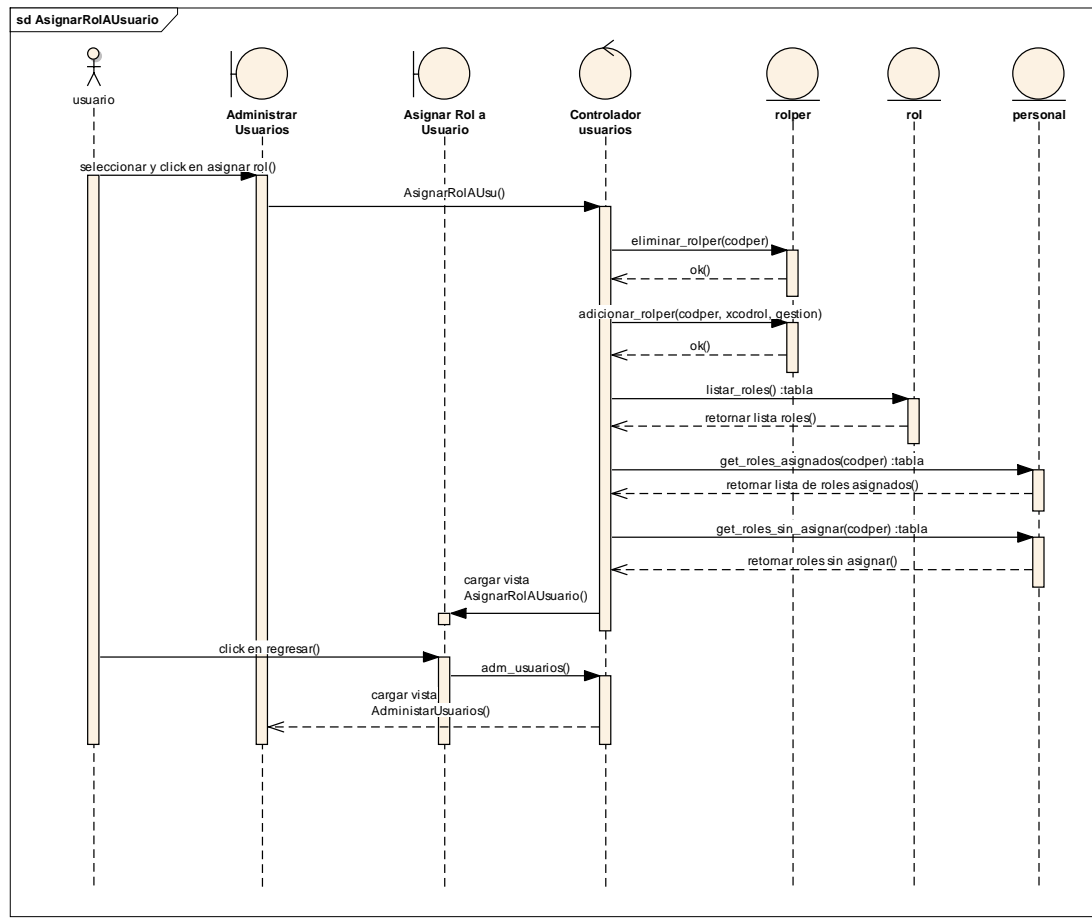 sd AsignarRolAUsuario
usuario
Administrar
Usuarios
Asignar Rol a
Usuario
Controlador
usuarios
rolper
rol
personal
seleccionar y click en asignar rol()
AsignarRolAUsu()
eliminar_rolper(codper)
ok()
adicionar_rolper(codper, xcodrol, gestion)
ok()
listar_roles() :tabla
retornar lista roles()
get_roles_asignados(codper) :tabla
retornar lista de roles asignados()
get_roles_sin_asignar(codper) :tabla
retornar roles sin asignar()
cargar vista
AsignarRolAUsuario()
click en regresar()
adm_usuarios()
cargar vista
AdministarUsuarios()